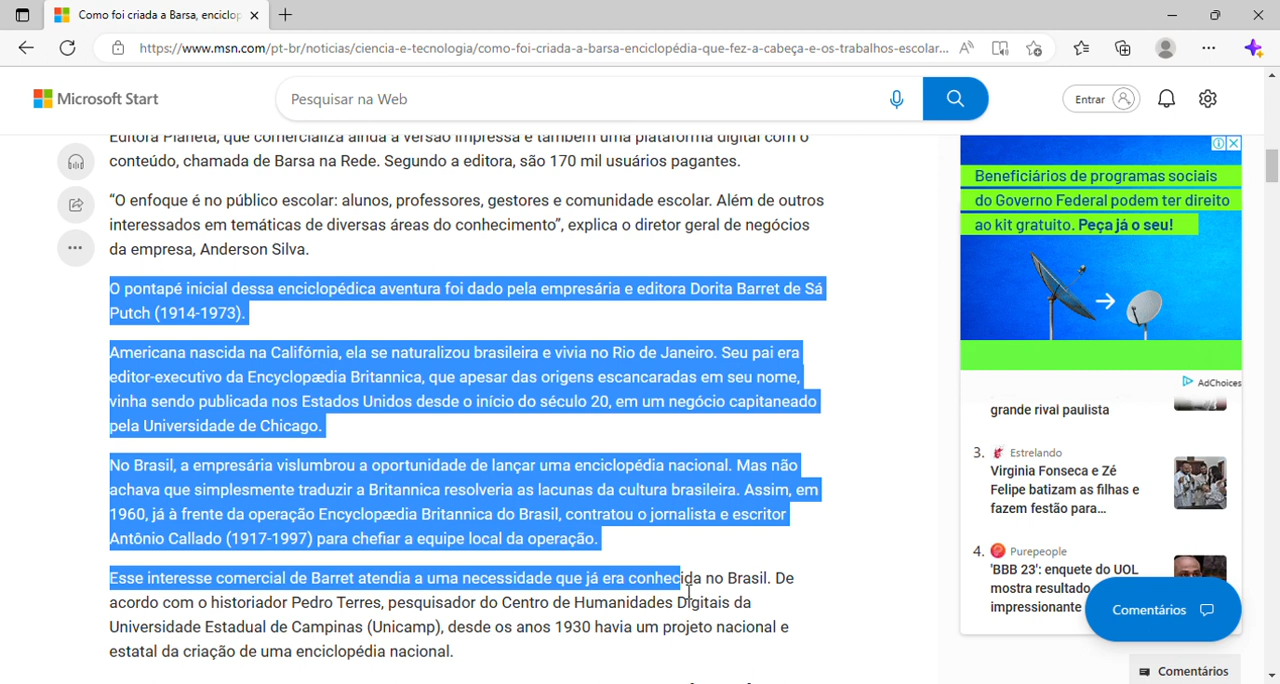 Como foi criada a Barsa, enciclop
https://www.msn.com/pt-br/noticias/ciencia-e-tecnologia/como-foi-criada-a-barsa-enciclopédia-que-fez-a-cabeça-e-os-trabalhos-escolar...
Microsoft Start
Pesquisar na Web
Entrar
Editora Planeta, que comercializa ainda a versão impressa e também uma plataforma digital com o
conteúdo, chamada de Barsa na Rede. Segundo a editora, são 170 mil usuários pagantes.
“O enfoque é no público escolar: alunos, professores, gestores e comunidade escolar. Além de outros
interessados em temáticas de diversas áreas do conhecimento”, explica o diretor geral de negócios
da empresa, Anderson Silva.
O pontapé inicial dessa enciclopédica aventura foi dado pela empresária e editora Dorita Barret de Sá
Putch (1914-1973).
Americana nascida na Califórnia, ela se naturalizou brasileira e vivia no Rio de Janeiro. Seu pai era
editor-executivo da Encyclopædia Britannica, que apesar das origens escancaradas em seu nome,
vinha sendo publicada nos Estados Unidos desde o início do século 20, em um negócio capitaneado
pela Universidade de Chicago.
No Brasil, a empresária vislumbrou a oportunidade de lançar uma enciclopédia nacional. Mas não
achava que simplesmente traduzir a Britannica resolveria as lacunas da cultura brasileira. Assim, em
1960, já à frente da operação Encyclopædia Britannica do Brasil, contratou o jornalista e escritor
Antônio Callado (1917-1997) para chefiar a equipe local da operação.
Esse interesse comercial de Barret atendia a uma necessidade que já era conhecida no Brasil. De
acordo com o historiador Pedro Terres, pesquisador do Centro de Humanidades Digitais da
Universidade Estadual de Campinas (Unicamp), desde os anos 1930 havia um projeto nacional e
estatal da criação de uma enciclopédia nacional.
Beneficiários de programas sociais
do Governo Federal podem ter direito
ao kit gratuito. Peça já o seu!
AdChoices
grande rival paulista
3. Estrelando
Virginia Fonseca e Zé
Felipe batizam as filhas e
fazem festão para...
4. Purepeople
'BBB 23': enquete do UOL
mostra resultado
impressionante
Comentários
Comentários